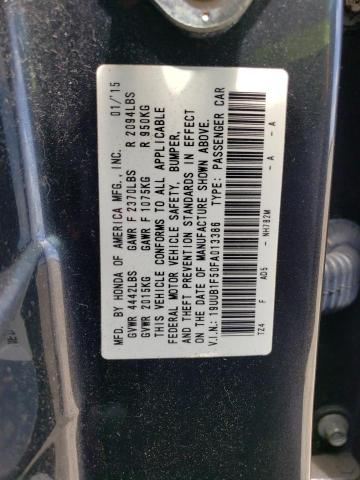 MFD. BY HONDA OF AMERICA MFG., INC. 01/'15
GVWR 4442LBS GAWR F 2370LBS R 2094LBS
GVWR 2015KG GAWR F 1075KG R 950KG
THIS VEHICLE CONFORMS TO ALL APPLICABLE
FEDERAL MOTOR VEHICLE SAFETY, BUMPER,
AND THEFT PREVENTION STANDARDS IN EFFECT
ON THE DATE OF MANUFACTURE SHOWN ABOVE.
V.I.N.: 19UUB1F50FA013386 TYPE: PASSENGER CAR
TZ4 F AD5 - NH782M - A - A